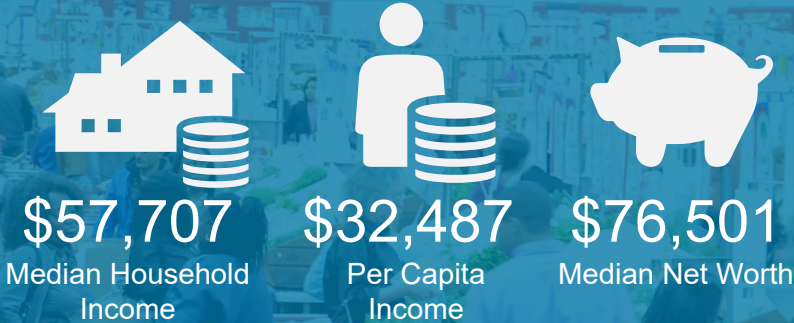 $57,707
Median Household
Income
$32,487
Per Capita
Income
$76,501
Median Net Worth